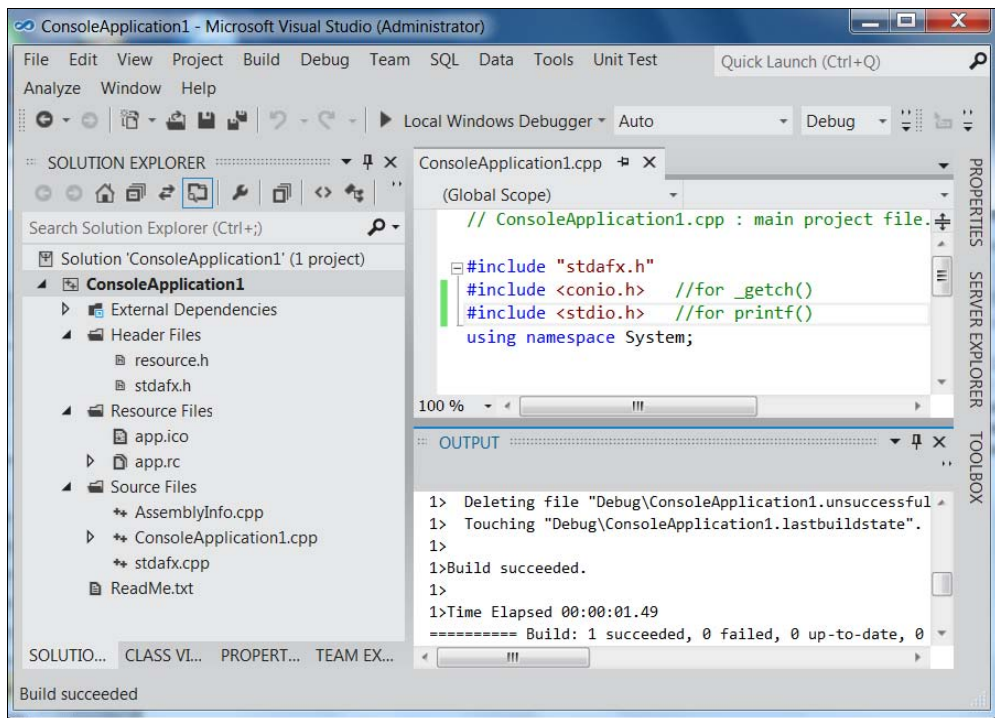 ConsoleApplication1 - Microsoft Visual Studio (Administrator)
File Edit View Project Build Debug Team SQL Data Tools Unit Test
Quick Launch (Ctrl+Q)
Analyze Window Help
Local Windows Debugger Auto Debug
SOLUTION EXPLORER
Search Solution Explorer (Ctrl+;)
Solution 'ConsoleApplication1' (1 project)
ConsoleApplication1
External Dependencies
Header Files
resource.h
stdafx.h
Resource Files
app.ico
app.rc
Source Files
AssemblyInfo.cpp
ConsoleApplication1.cpp
stdafx.cpp
ReadMe.txt
SOLUTIO... CLASS VI... PROPERT... TEAM EX...
ConsoleApplication1.cpp
(Global Scope)
// ConsoleApplication1.cpp : main project file.
#include "stdafx.h"
#include <conio.h> //for _getch()
#include <stdio.h> //for printf()
using namespace System;
100 %
OUTPUT
1> Deleting file "Debug\ConsoleApplication1.unsuccessful
1> Touching "Debug\ConsoleApplication1.lastbuildstate".
1>
1>Build succeeded.
1>
1>Time Elapsed 00:00:01.49
========== Build: 1 succeeded, 0 failed, 0 up-to-date, 0
PROPERTIES
SERVER EXPLORER
TOOLBOX
Build succeeded